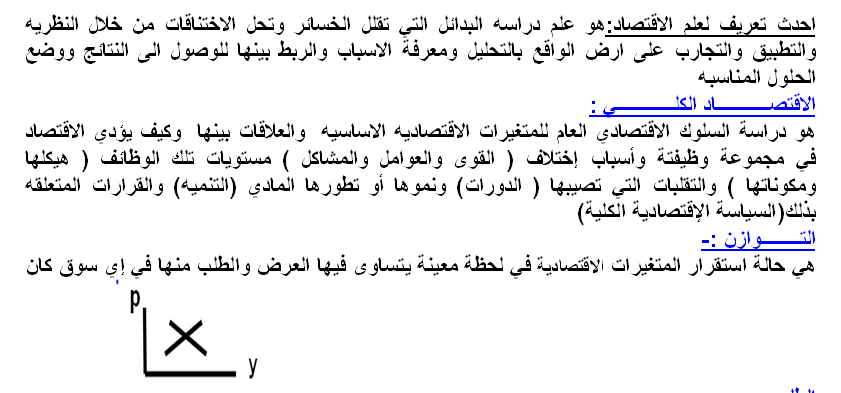 احدث تعريف لعلم الاقتصاد:هو علم دراسه البدائل التي تقلل الخسائر وتحل الاختناقات من خلال النظريه
والتطبيق والتجارب على ارض الواقع بالتحليل ومعرفة الاسباب والربط بينها للوصول الى النتائج ووضع
الحلول المناسبه
الاقتصـــــــــاد الكلـــــــــــي :
هو دراسة السلوك الاقتصادي العام للمتغيرات الاقتصاديه الاساسيه والعلاقات بينها وكيف يؤدي الاقتصاد
في مجموعة وظيفتة وأسباب إختلاف ( القوى والعوامل والمشاكل ) مستويات تلك الوظائف ( هيكلها
ومكوناتها ) والتقلبات التي تصيبها ( الدورات) ونموها أو تطورها المادي (التنميه) والقرارات المتعلقه
بذلك(السياسة الإقتصادية الكلية)
التـــــــوازن :-
هي حالة استقرار المتغيرات الاقتصادية في لحظة معينة يتساوى فيها العرض والطلب منها في إي سوق كان
p
y